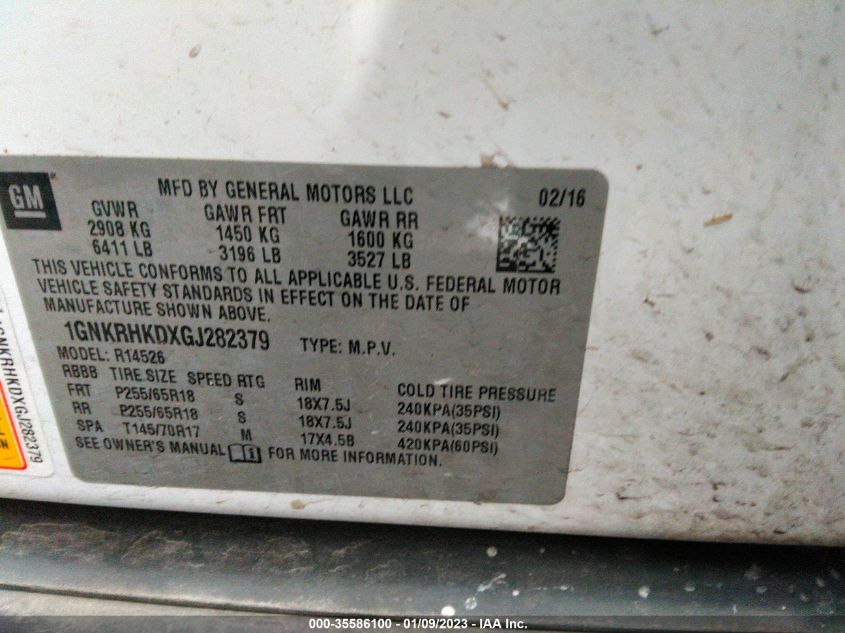 GM
MFD BY GENERAL MOTORS LLC 02/16
GVWR GAWR FRT GAWR RR
2908 KG 1450 KG 1600 KG
6411 LB 3196 LB 3527 LB
THIS VEHICLE CONFORMS TO ALL APPLICABLE U.S. FEDERAL MOTOR
VEHICLE SAFETY STANDARDS IN EFFECT ON THE DATE OF
MANUFACTURE SHOWN ABOVE.
1GNKRHKDXGJ282379 TYPE: M.P.V.
MODEL: R14526
RBBB TIRE SIZE SPEED RTG RIM COLD TIRE PRESSURE
FRT P255/65R18 S 18X7.5J 240KPA(35PSI)
RR P255/65R18 S 18X7.5J 240KPA(35PSI)
SPA T145/70R17 M 17X4.5B 420KPA(60PSI)
SEE OWNER'S MANUAL FOR MORE INFORMATION.
1GNKRHKDXGJ282379
000-35586100 - 01/09/2023 - IAA Inc.